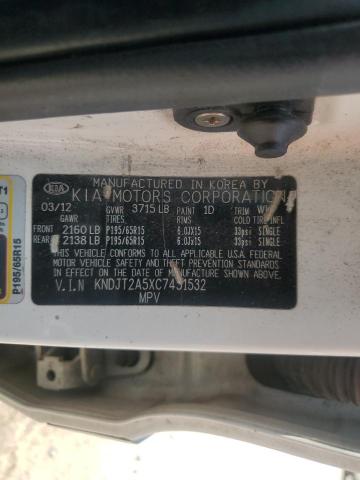 KIA MANUFACTURED IN KOREA BY
KIA MOTORS CORPORATION
03/12 GVWR 3715 LB PAINT 1D TRIM
GAWR TIRES RIMS COLD TIRE INFL
FRONT 2160 LB P195/65R15 6.0JX15 33psi SINGLE
REAR 2138 LB P195/65R15 6.0JX15 33psi SINGLE
THIS VEHICLE CONFORMS TO ALL APPLICABLE U.S.A. FEDERAL
MOTOR VEHICLE SAFETY AND THEFT PREVENTION
STANDARDS IN EFFECT ON THE DATE OF
MANUFACTURE SHOWN ABOVE
V.I.N KNDJT2A5XC7431532
MPV
P195/65R15